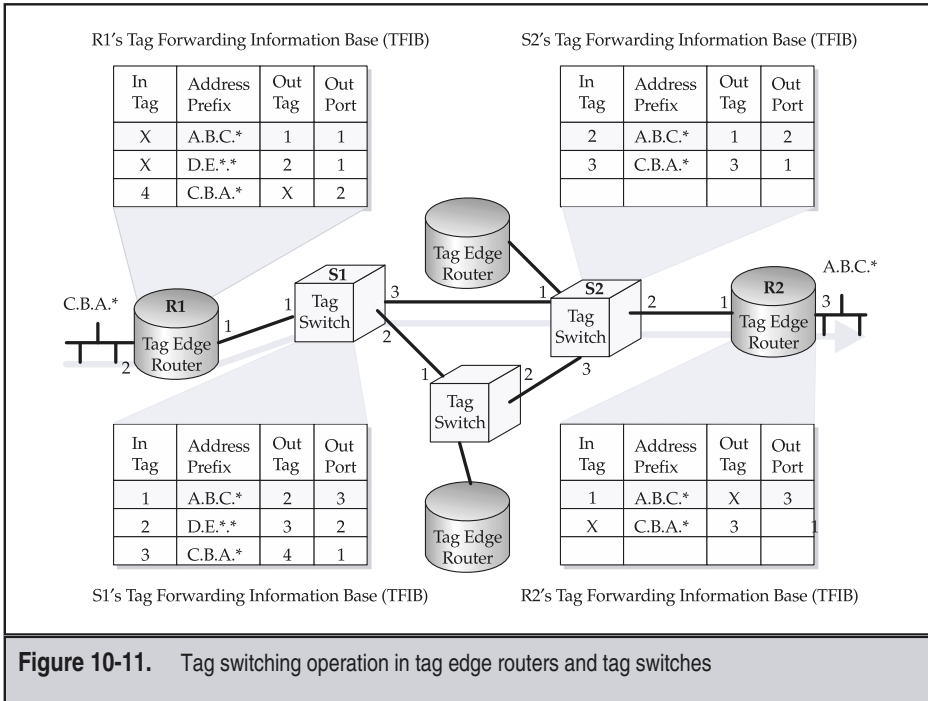 R1's Tag Forwarding Information Base (TFIB)
In Tag Address Prefix Out Tag Out Port
X A.B.C.* 1 1
X D.E.*.* 2 1
4 C.B.A.* X 2
S2's Tag Forwarding Information Base (TFIB)
In Tag Address Prefix Out Tag Out Port
2 A.B.C.* 1 2
3 C.B.A.* 3 1
C.B.A.*
2
R1
Tag Edge
Router
1
1
S1
Tag
Switch
3
2
Tag Edge
Router
1
S2
Tag
Switch
2
3
1
Tag
Switch
2
Tag Edge
Router
1
R2
Tag Edge
Router
3
A.B.C.*
In Tag Address Prefix Out Tag Out Port
1 A.B.C.* 2 3
2 D.E.*.* 3 2
3 C.B.A.* 4 1
S1's Tag Forwarding Information Base (TFIB)
In Tag Address Prefix Out Tag Out Port
1 A.B.C.* X 3
X C.B.A.* 3 1
R2's Tag Forwarding Information Base (TFIB)
Figure 10-11. Tag switching operation in tag edge routers and tag switches